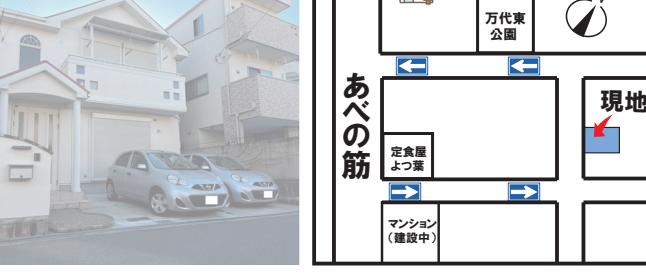 万代東
公園
現地
あべの筋
定食屋
よつ葉
マンション
（建設中）